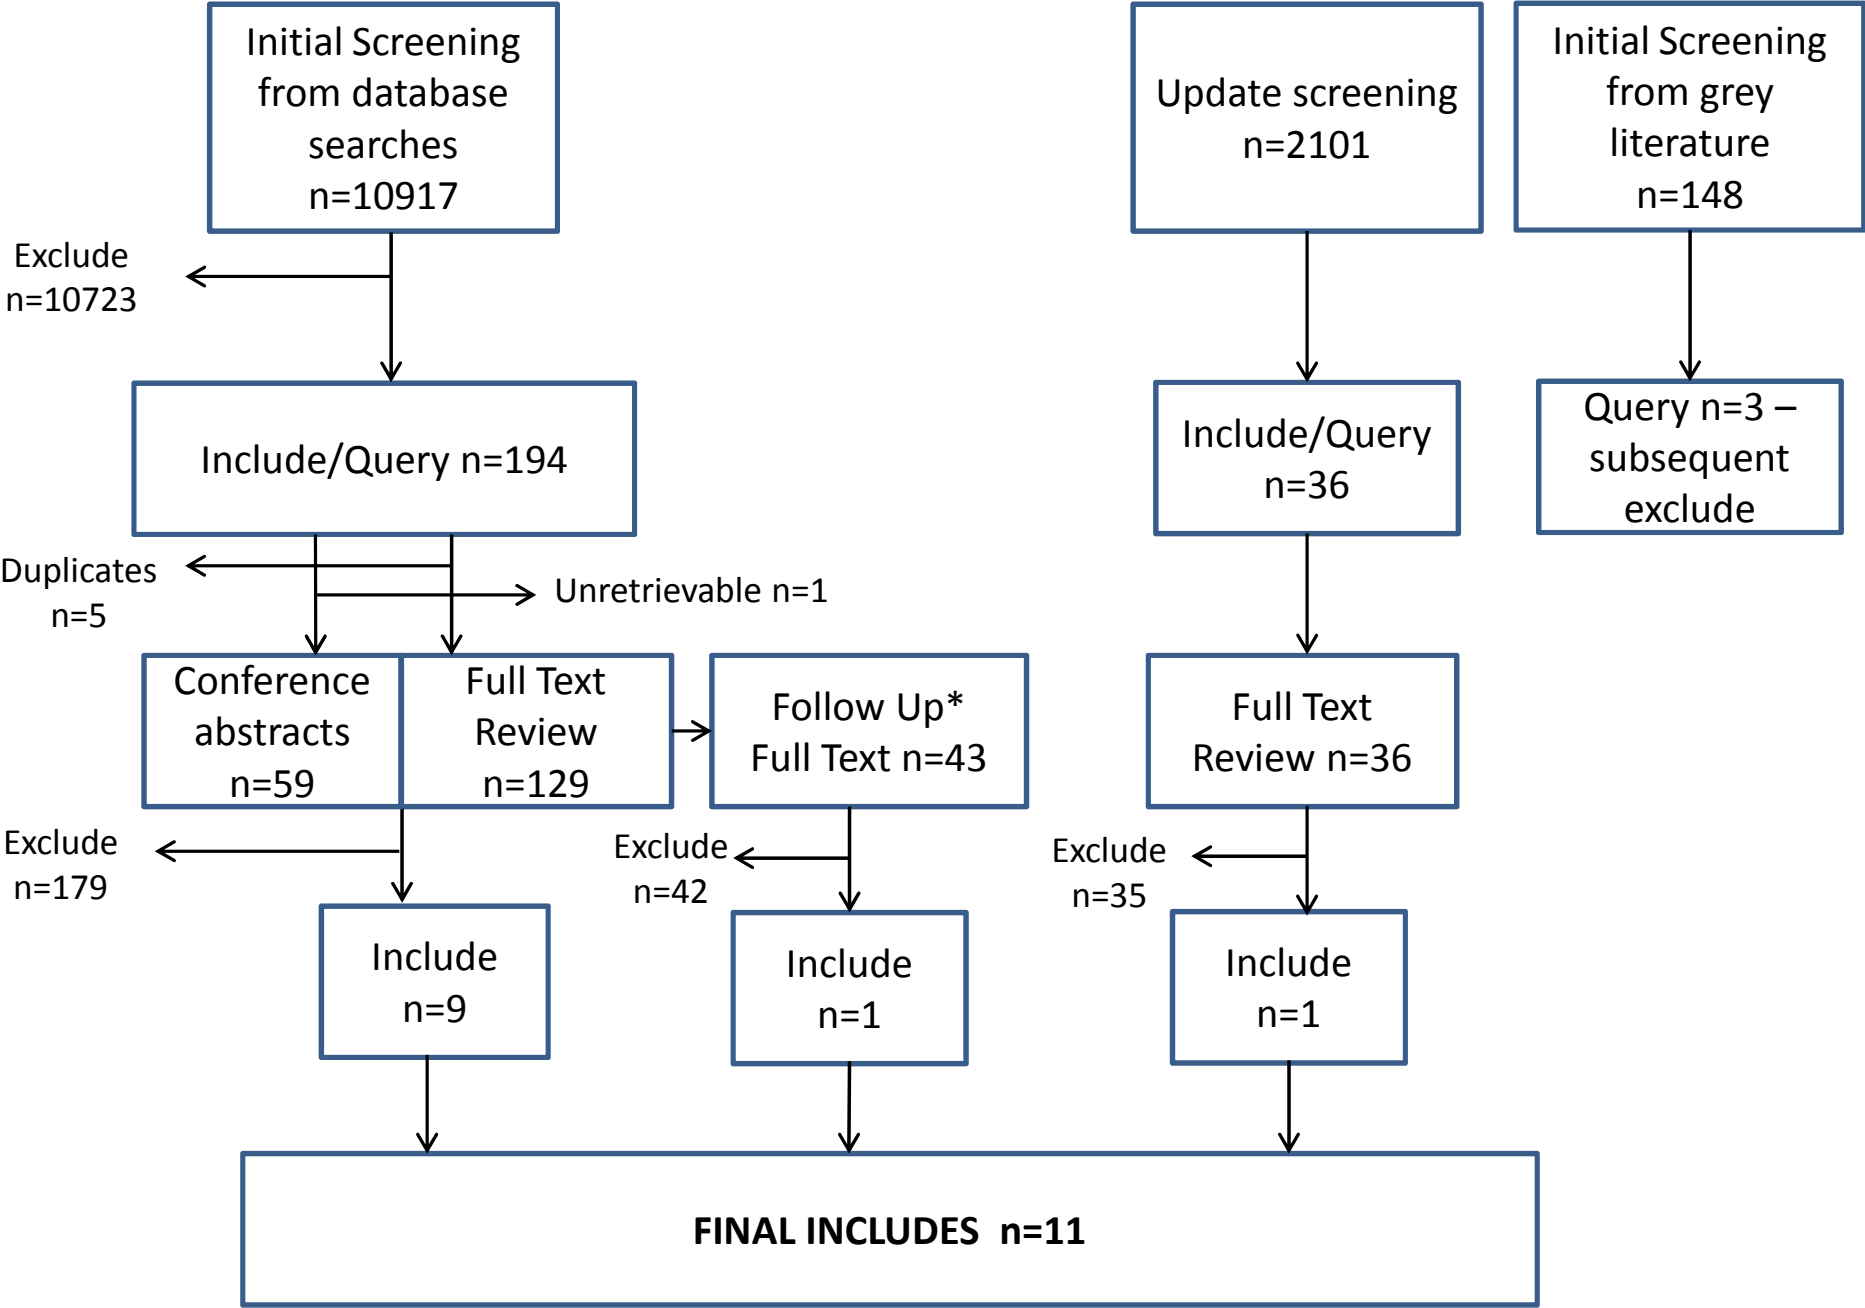 Initial Screening
from database
searches
n=10917
Update screening
n=2101
Initial Screening
from grey
literature
n=148
Exclude
n=10723
Include/Query n=194
Include/Query
n=36
Query n=3 –
subsequent
exclude
Duplicates
n=5
Unretrievable n=1
Conference
abstracts
n=59
Full Text
Review
n=129
Follow Up*
Full Text n=43
Full Text
Review n=36
Exclude
n=179
Exclude
n=42
Exclude
n=35
Include
n=9
Include
n=1
Include
n=1
FINAL INCLUDES n=11